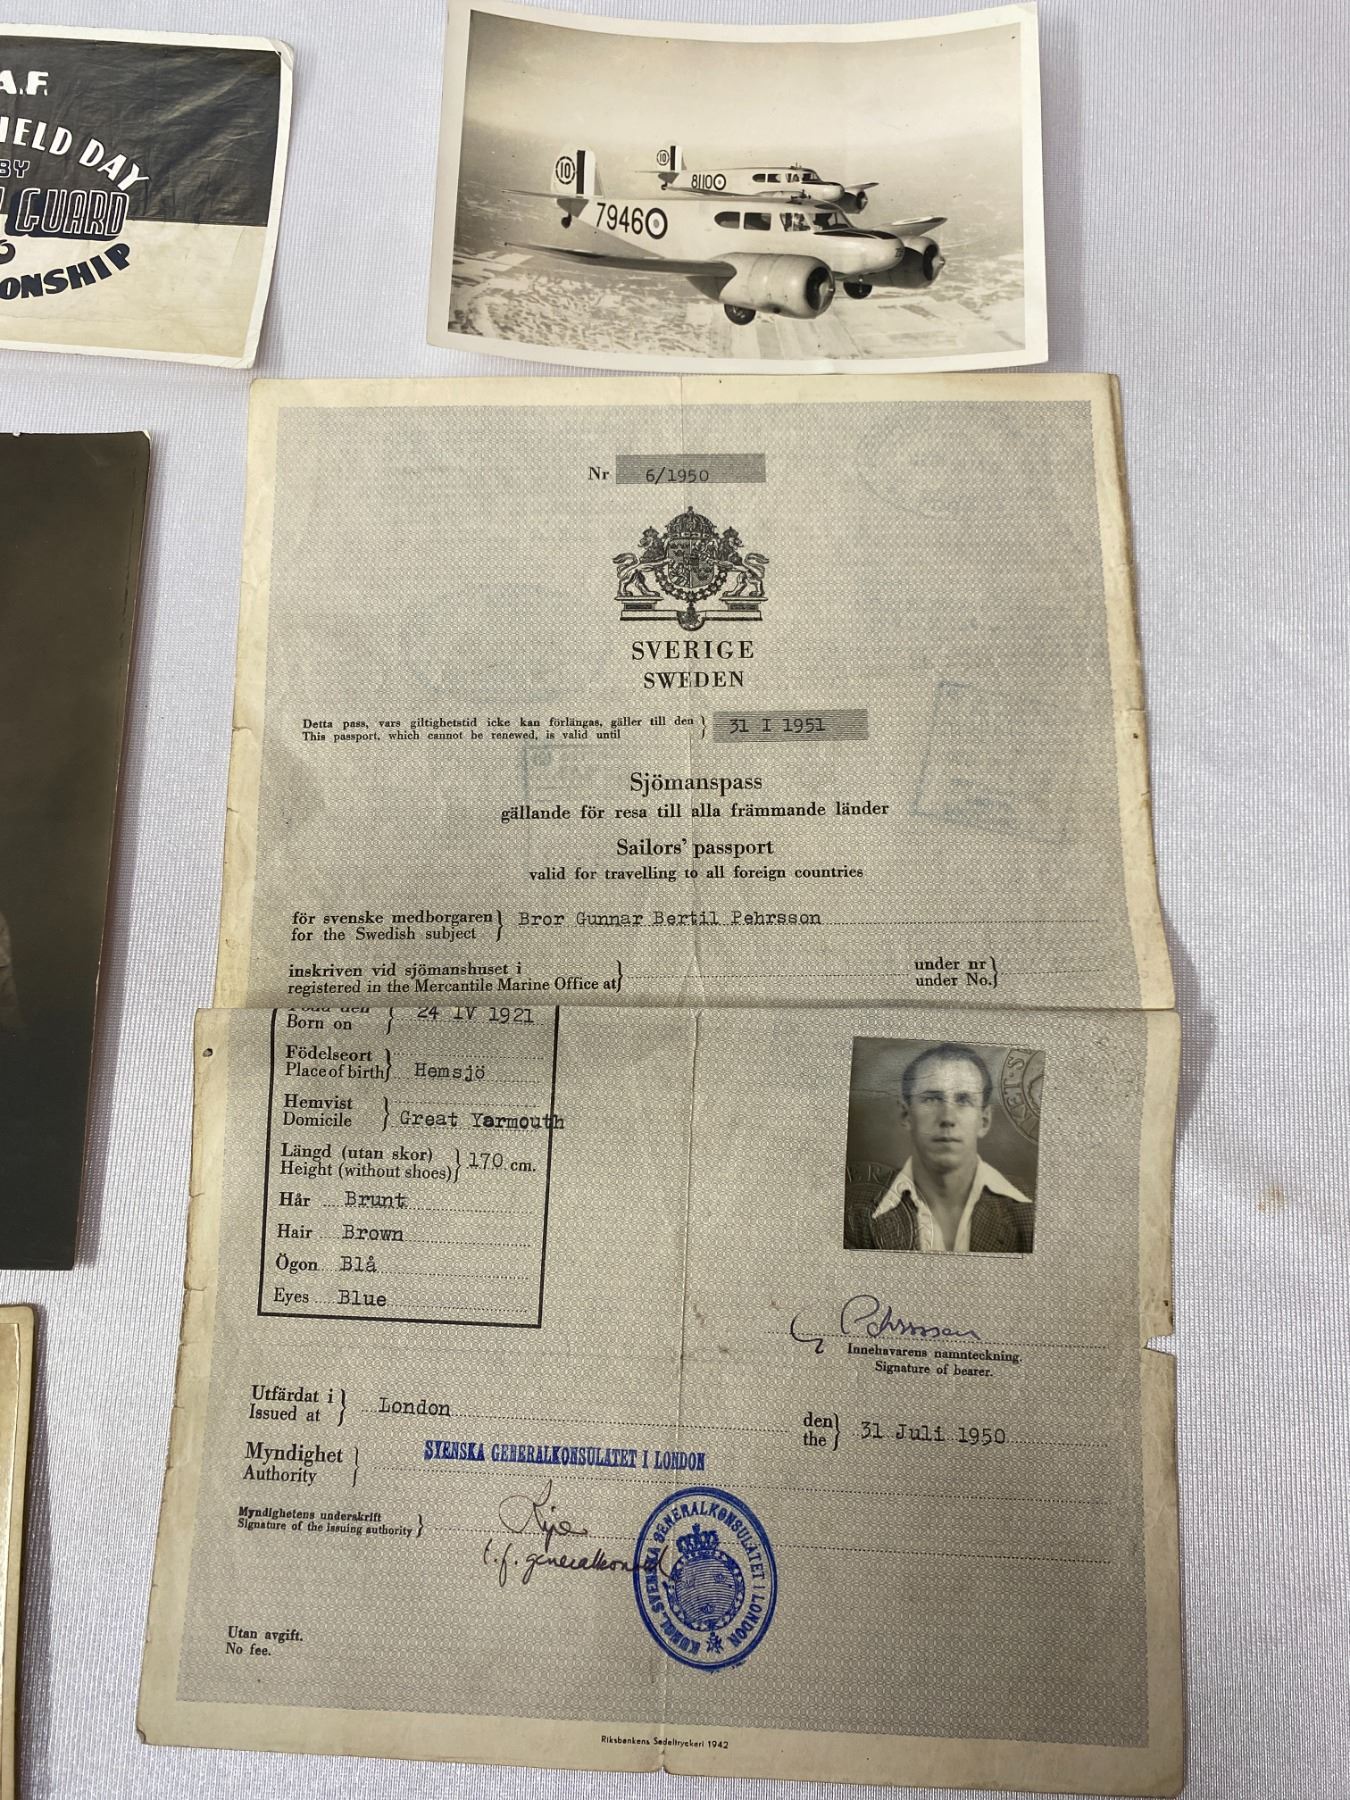 A.F.
IELD DAY
BY
GUARD
ONSHIP
10
7946
10
8110
Nr 6/1950
SVERIGE
SWEDEN
Detta pass, vars giltighetstid icke kan förlängas, gäller till den } 31 I 1951
This passport, which cannot be renewed, is valid until
Sjömanspass
gällande för resa till alla främmande länder
Sailors' passport
valid for travelling to all foreign countries
för svenske medborgaren } Bror Gunnar Bertil Pehrsson
for the Swedish subject
inskriven vid sjömanshuset i } under nr }
registered in the Mercantile Marine Office at under No.
Born on } 24 IV 1921
Födelseort }
Place of birth Hemsjö
Hemvist }
Domicile Great Yarmouth
Längd (utan skor) } 170 cm.
Height (without shoes)
Hår Brunt
Hair Brown
Ögon Blå
Eyes Blue
Pehrsson
Innehavarens namnteckning.
Signature of bearer.
Utfärdat i } London
Issued at
den } 31 Juli 1950
the
Myndighet } SVENSKA GENERALKONSULATET I LONDON
Authority
Myndighetens underskrift }
Signature of the issuing authority
t.f. generalkonsul
KUNGL. SVENSKA GENERALKONSULATET I LONDON
Utan avgift.
No fee.
Riksbankens Sedeltryckeri 1942